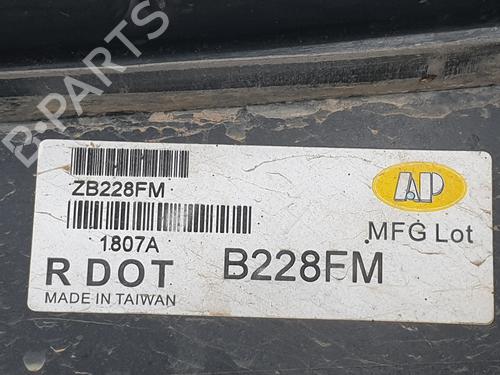 B-PARTS
ZB228FM
AP
1807A
MFG Lot
R DOT
B228FM
MADE IN TAIWAN